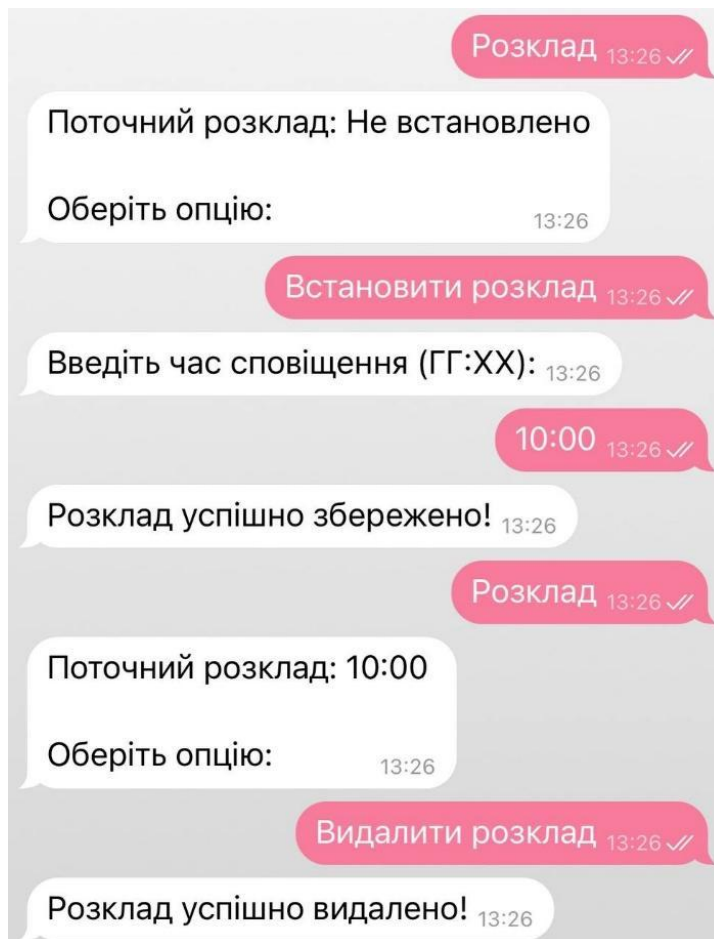 Розклад 13:26
Поточний розклад: Не встановлено
Оберіть опцію: 13:26
Встановити розклад 13:26
Введіть час сповіщення (ГГ:ХХ): 13:26
10:00 13:26
Розклад успішно збережено! 13:26
Розклад 13:26
Поточний розклад: 10:00
Оберіть опцію: 13:26
Видалити розклад 13:26
Розклад успішно видалено! 13:26